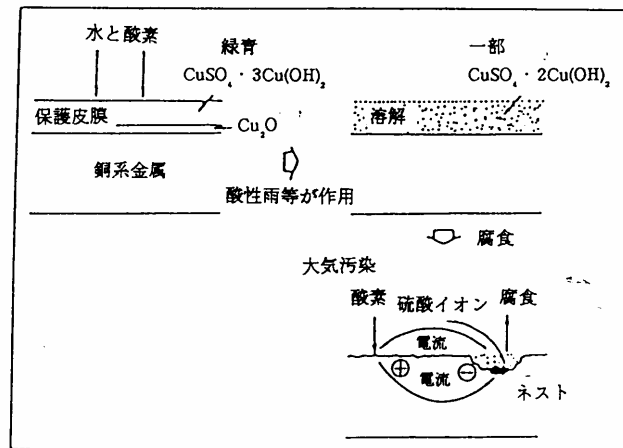 水と酸素
緑青
CuSO₄・3Cu(OH)₂
保護皮膜
Cu₂O
銅系金属
酸性雨等が作用
一部
CuSO₄・2Cu(OH)₂
溶解
腐食
大気汚染
酸素
硫酸イオン
腐食
電流
⊕
⊖
電流
ネスト